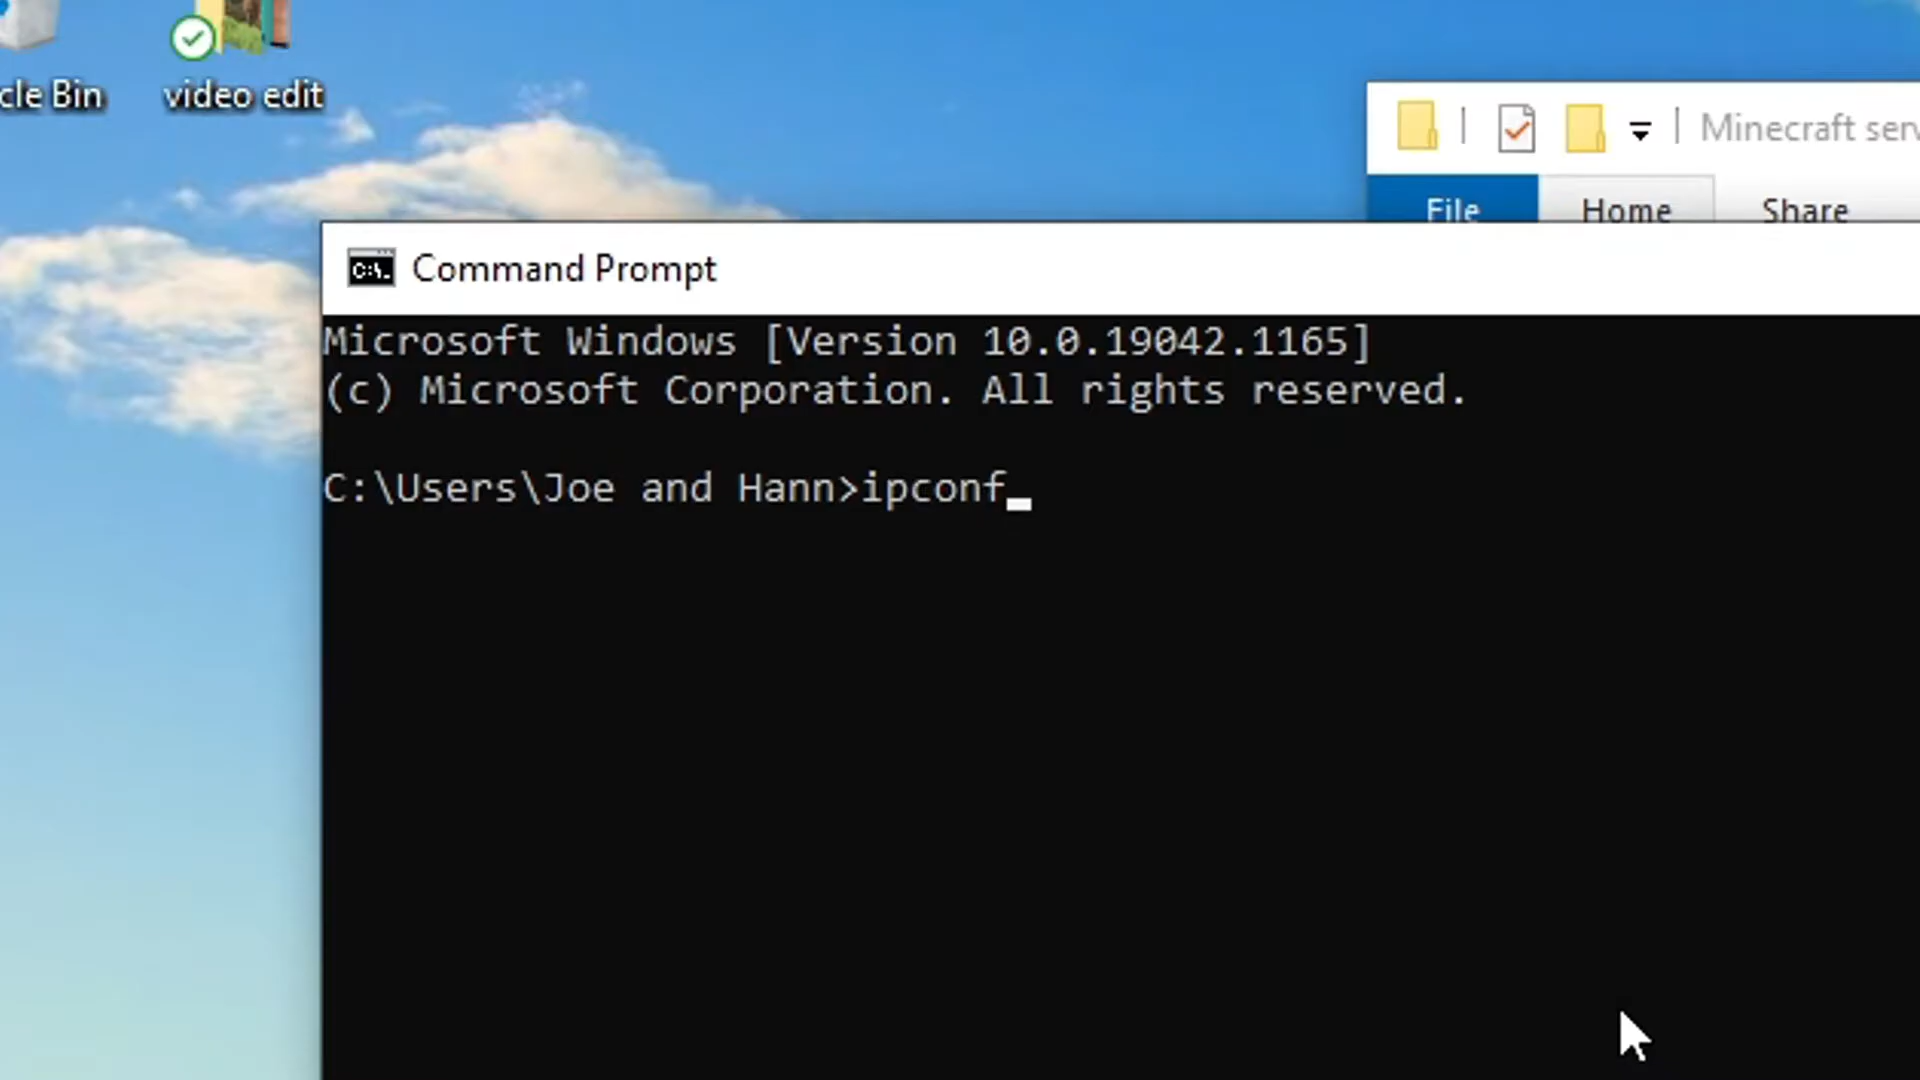 cle Bin
video edit
Minecraft serv
File
Home
Share
Command Prompt
Microsoft Windows [Version 10.0.19042.1165]
(c) Microsoft Corporation. All rights reserved.
C:\Users\Joe and Hann>ipconf